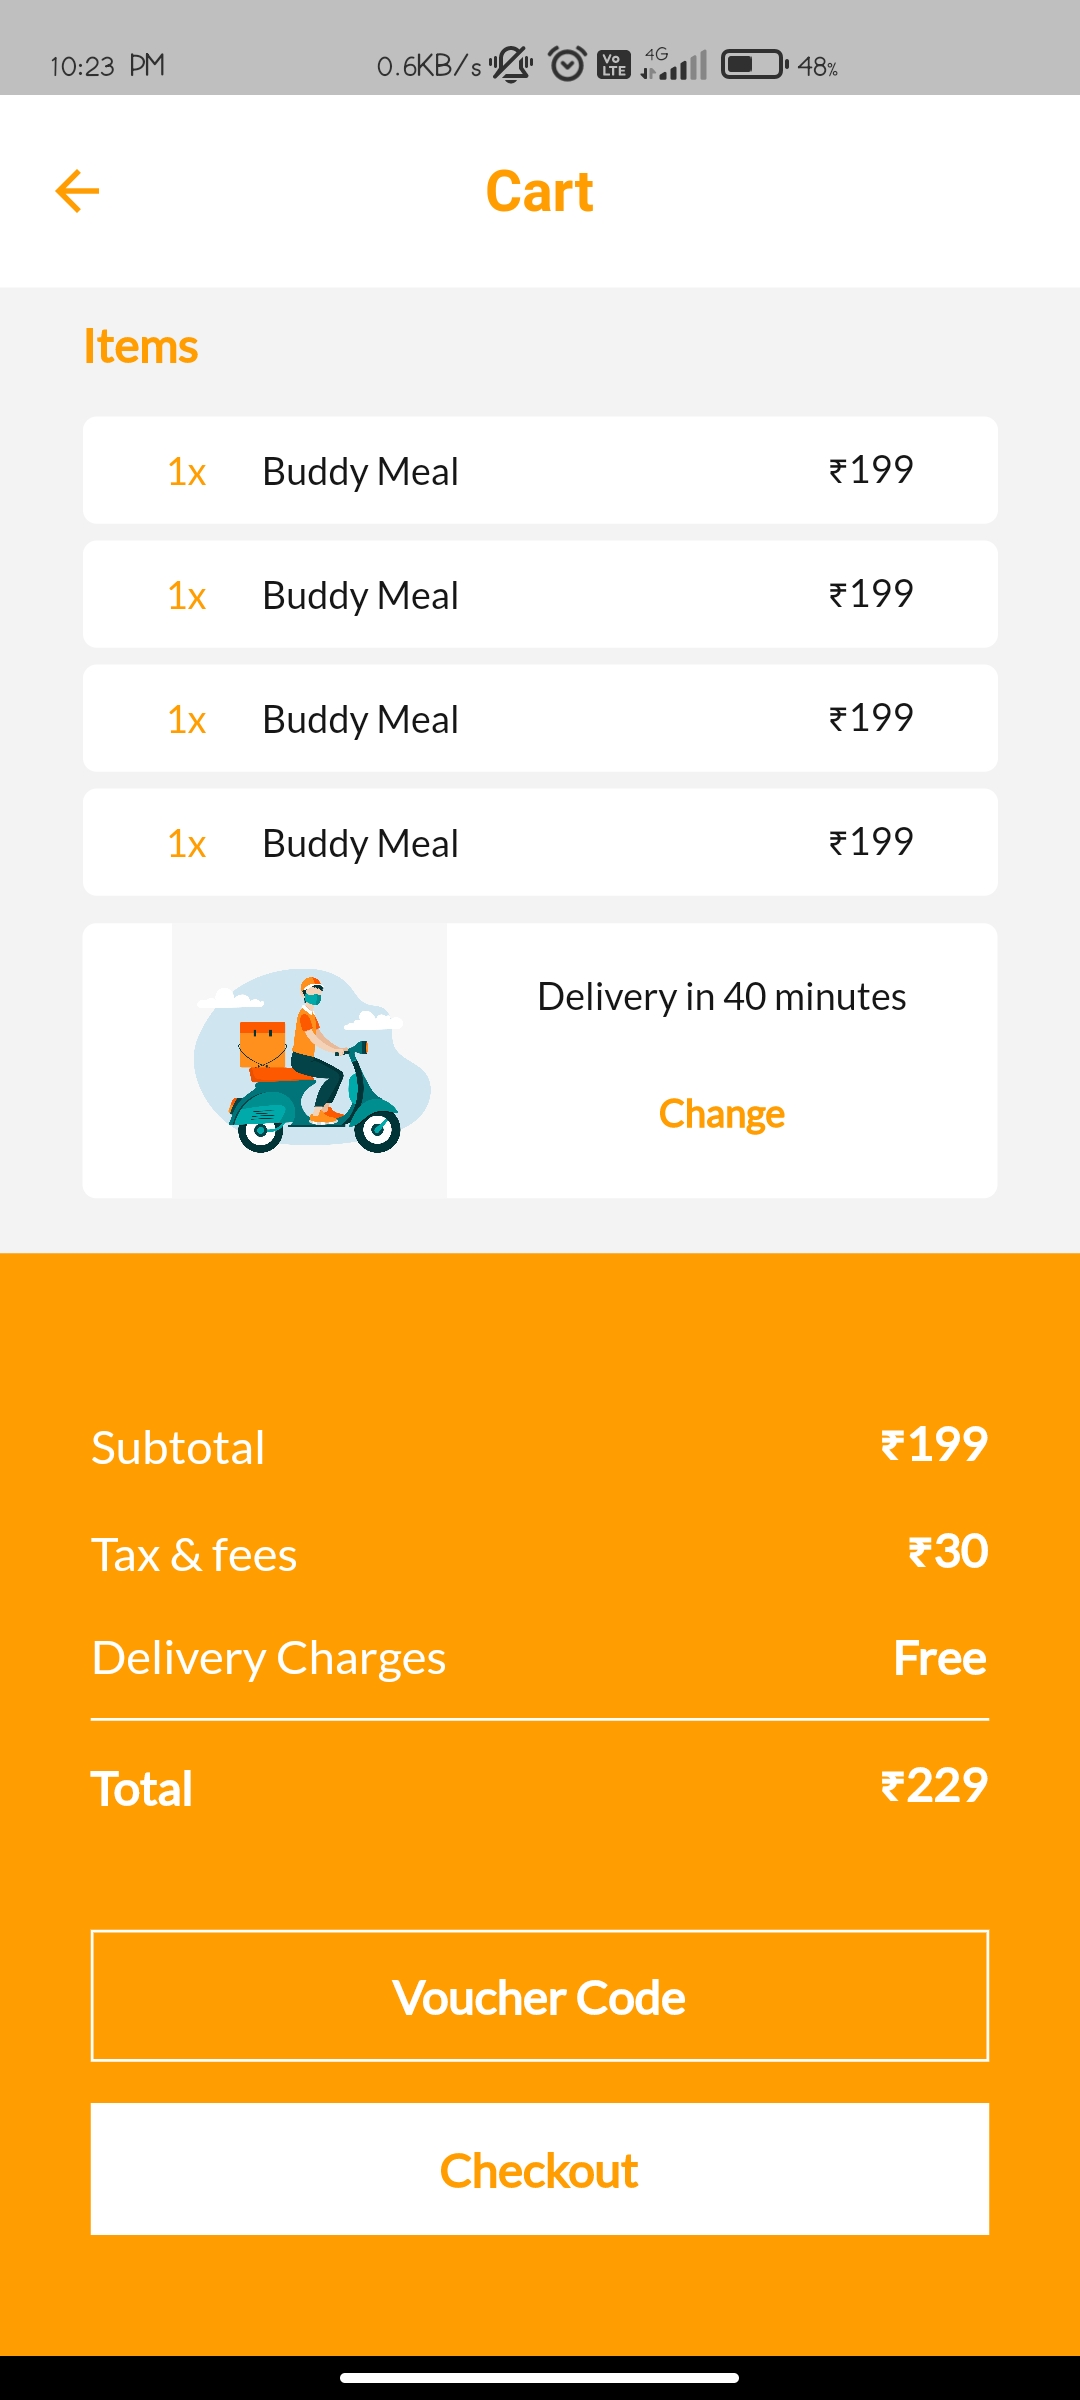 10:23 PM 0.6KB/s Vo LTE 4G 48%
Cart
Items
1x Buddy Meal ₹199
1x Buddy Meal ₹199
1x Buddy Meal ₹199
1x Buddy Meal ₹199
Delivery in 40 minutes
Change
Subtotal ₹199
Tax & fees ₹30
Delivery Charges Free
Total ₹229
Voucher Code
Checkout